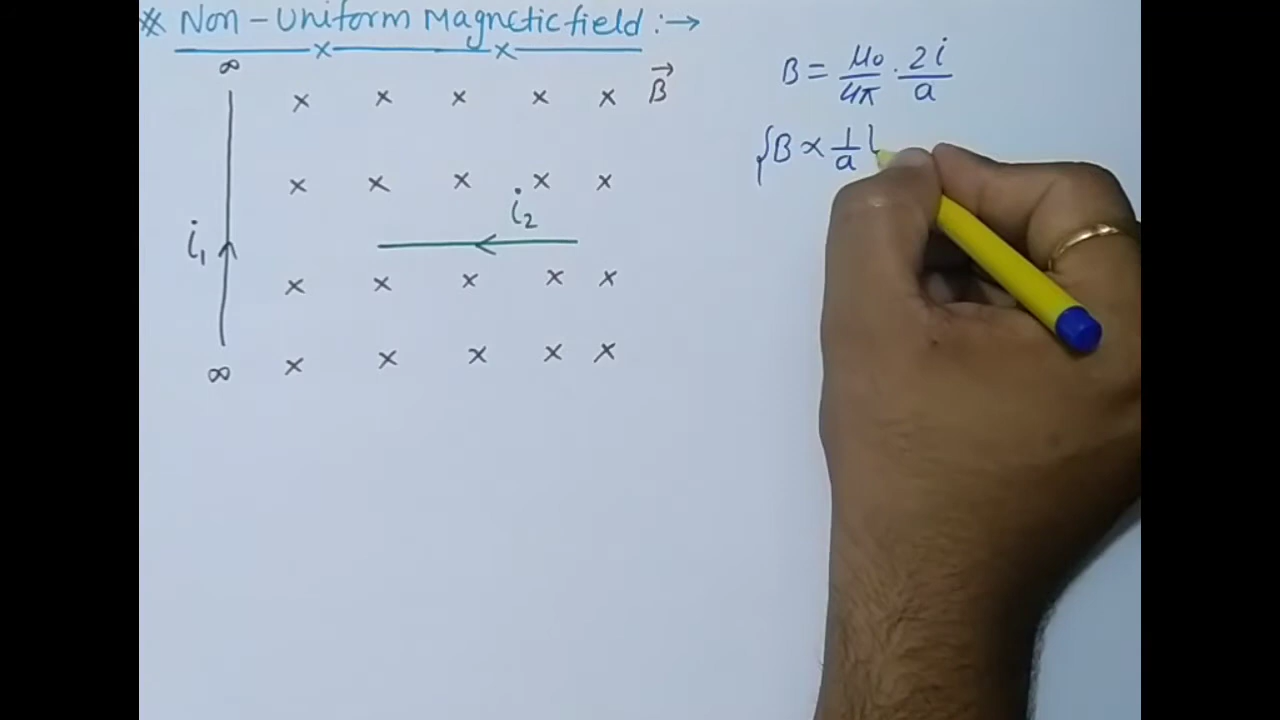 * Non-Uniform Magnetic field :→
∞
× × × × × B⃗
× × × × ×
i₁
i₂
× × × × ×
∞
× × × × ×
B = μ₀/4π · 2i/a
{B ∝ 1/a}